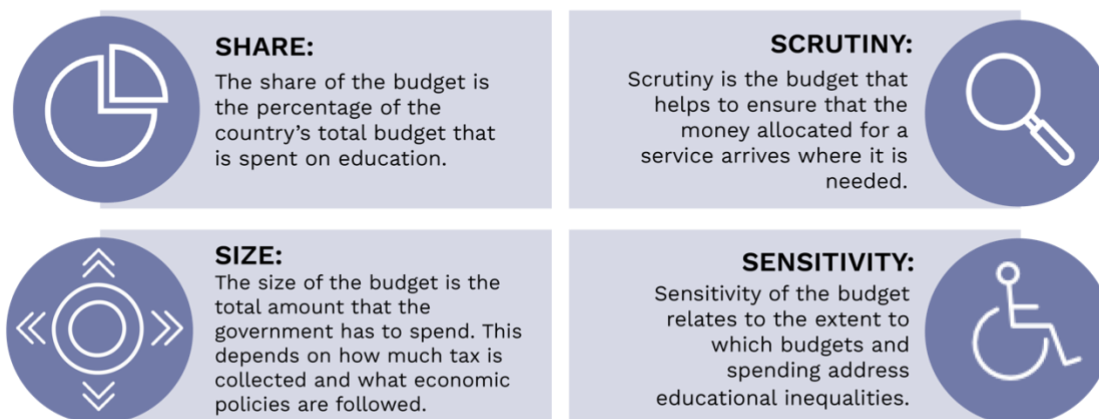 SHARE:
The share of the budget is
the percentage of the
country's total budget that
is spent on education.
SCRUTINY:
Scrutiny is the budget that
helps to ensure that the
money allocated for a
service arrives where it is
needed.
SIZE:
The size of the budget is the
total amount that the
government has to spend. This
depends on how much tax is
collected and what economic
policies are followed.
SENSITIVITY:
Sensitivity of the budget
relates to the extent to
which budgets and
spending address
educational inequalities.